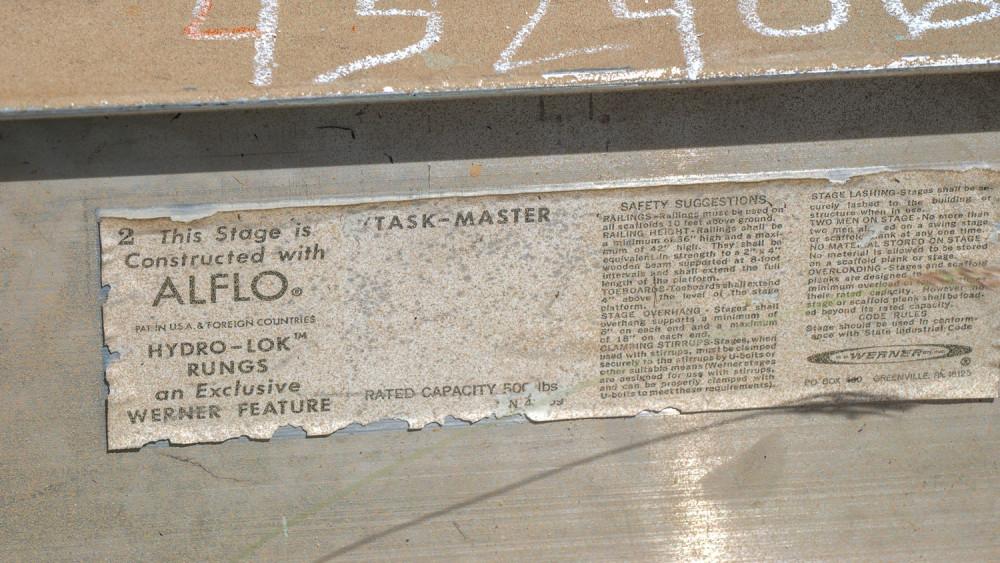 2 This Stage is
Constructed with
ALFLO®
PAT IN U.S.A. & FOREIGN COUNTRIES
HYDRO-LOK™
RUNGS
an Exclusive
WERNER FEATURE
"TASK-MASTER
RATED CAPACITY 500 lbs
SAFETY SUGGESTIONS
RAILINGS-Railings must be used on
all scaffolds 10 feet above ground.
RAILING HEIGHT-Railings shall be
a minimum of 36" high and a maxi-
mum of 42" high. They shall be
equivalent in strength to a 2" x 4"
wooden beam supported at 8-foot
intervals and shall extend the full
length of the platform.
TOEBOARDS-Toeboards shall extend
4" above the level of the stage
platform.
STAGE OVERHANG-Stages shall
overhang supports a minimum of
6" on each end and a maximum
of 18" on each end.
CLAMPING STIRRUPS-Stages, when
used with stirrups, must be clamped
securely to the stirrups by U-bolts or
other suitable means (Werner stages
are designed for use with stirrups,
and can be properly clamped with
U-bolts to meet these requirements).
STAGE LASHING-Stages shall be se-
curely lashed to the building or
structure when in use.
TWO MEN ON STAGE-No more than
two men on a swing stage
or scaffold at any one time.
NO MATERIAL STORED ON STAGE-
No material is allowed to be stored
on a scaffold plank or stage.
OVERLOADING-Stages and scaffold
planks are designed to
minimum overload
their rated capacity. However,
stage or scaffold plank shall be load-
ed beyond its rated capacity.
CODE RULES
Stage should be used in conform-
ance with State Industrial Code
WERNER®
PO BOX GREENVILLE, PA. 16125